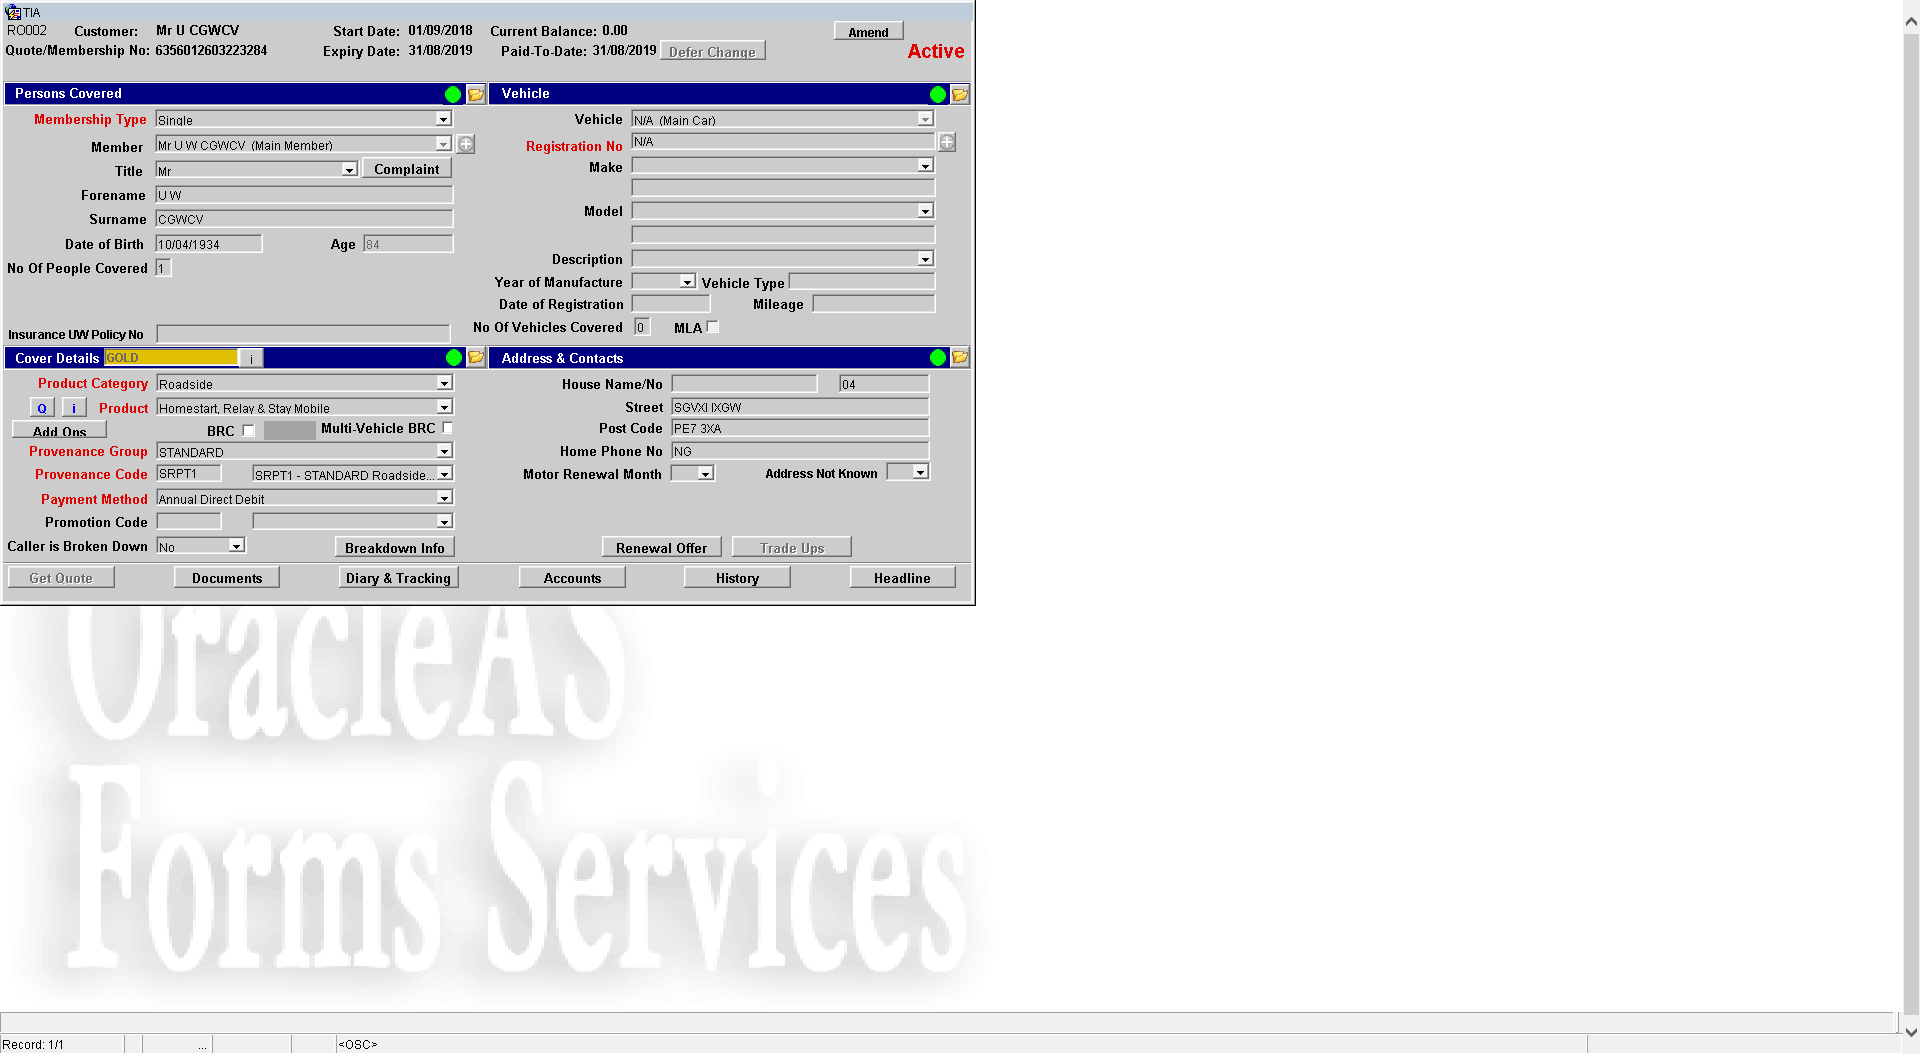 TIA
RO002 Customer: Mr U CGWCV Start Date: 01/09/2018 Current Balance: 0.00 Amend
Quote/Membership No: 6356012603223284 Expiry Date: 31/08/2019 Paid-To-Date: 31/08/2019 Defer Change Active
Persons Covered
Membership Type Single
Member Mr U W CGWCV (Main Member)
Title Mr Complaint
Forename U W
Surname CGWCV
Date of Birth 10/04/1934 Age 84
No Of People Covered 1
Insurance UW Policy No
Vehicle
Vehicle N/A (Main Car)
Registration No N/A
Make
Model
Description
Year of Manufacture Vehicle Type
Date of Registration Mileage
No Of Vehicles Covered 0 MLA
Cover Details GOLD i
Product Category Roadside
Q i Product Homestart, Relay & Stay Mobile
Add Ons BRC Multi-Vehicle BRC
Provenance Group STANDARD
Provenance Code SRPT1 SRPT1 - STANDARD Roadside...
Payment Method Annual Direct Debit
Promotion Code
Caller is Broken Down No Breakdown Info
Address & Contacts
House Name/No 04
Street SGVXI IXGW
Post Code PE7 3XA
Home Phone No NG
Motor Renewal Month Address Not Known
Renewal Offer Trade Ups
Get Quote Documents Diary & Tracking Accounts History Headline
OracleAS
Forms Services
Record: 1/1 ... <OSC>